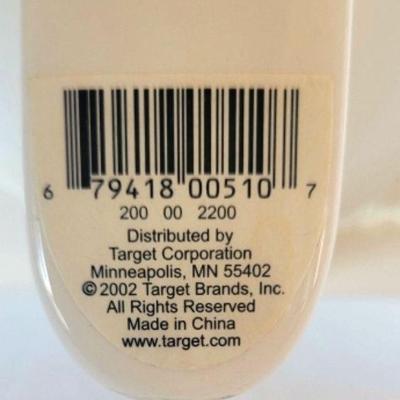 6 79418 00510 7
200 00 2200
Distributed by
Target Corporation
Minneapolis, MN 55402
©2002 Target Brands, Inc.
All Rights Reserved
Made in China
www.target.com